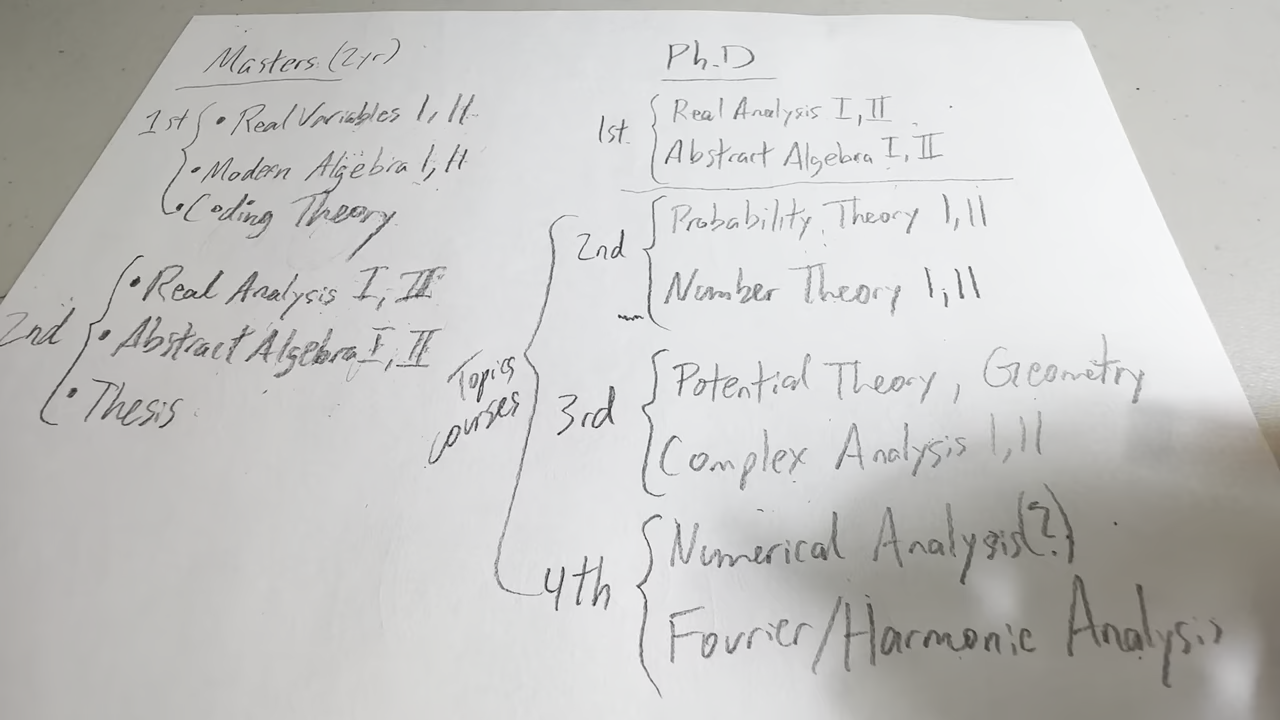 Masters (2yr)
1st
• Real Variables I, II
• Modern Algebra I, II
• Coding Theory
2nd
• Real Analysis I, II
• Abstract Algebra I, II
• Thesis
Ph.D
1st
Real Analysis I, II
Abstract Algebra I, II
Topics
courses
2nd
Probability Theory I, II
Number Theory I, II
3rd
Potential Theory, Geometry
Complex Analysis I, II
4th
Numerical Analysis(?)
Fourier/Harmonic Analysis